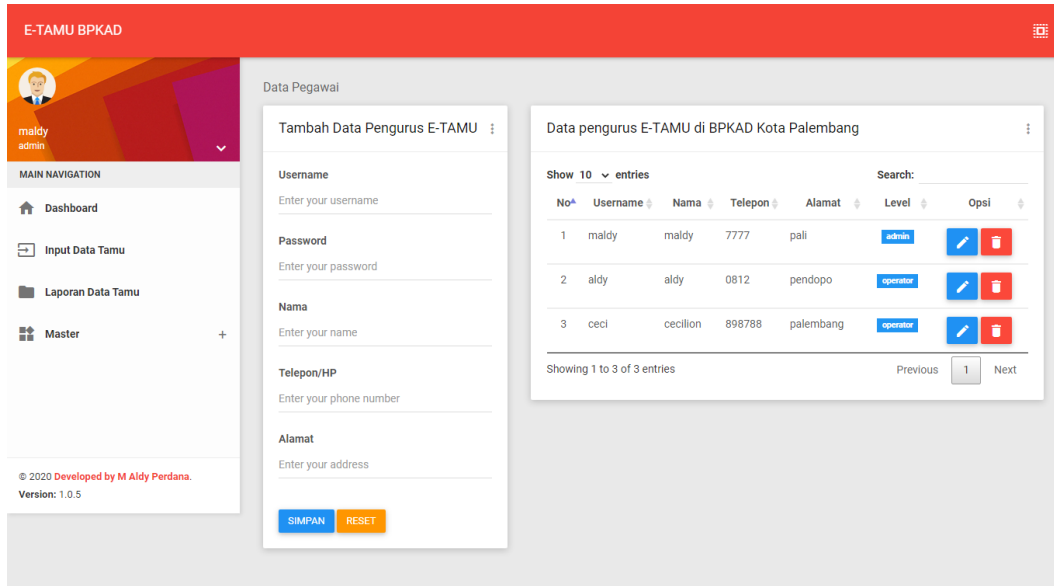 E-TAMU BPKAD
maldy
admin
MAIN NAVIGATION
Dashboard
Input Data Tamu
Laporan Data Tamu
Master +
© 2020 Developed by M Aldy Perdana.
Version: 1.0.5
Data Pegawai
Tambah Data Pengurus E-TAMU
Username
Enter your username
Password
Enter your password
Nama
Enter your name
Telepon/HP
Enter your phone number
Alamat
Enter your address
SIMPAN RESET
Data pengurus E-TAMU di BPKAD Kota Palembang
Show 10 entries Search:
No Username Nama Telepon Alamat Level Opsi
1 maldy maldy 7777 pali admin
2 aldy aldy 0812 pendopo operator
3 ceci cecilion 898788 palembang operator
Showing 1 to 3 of 3 entries Previous 1 Next